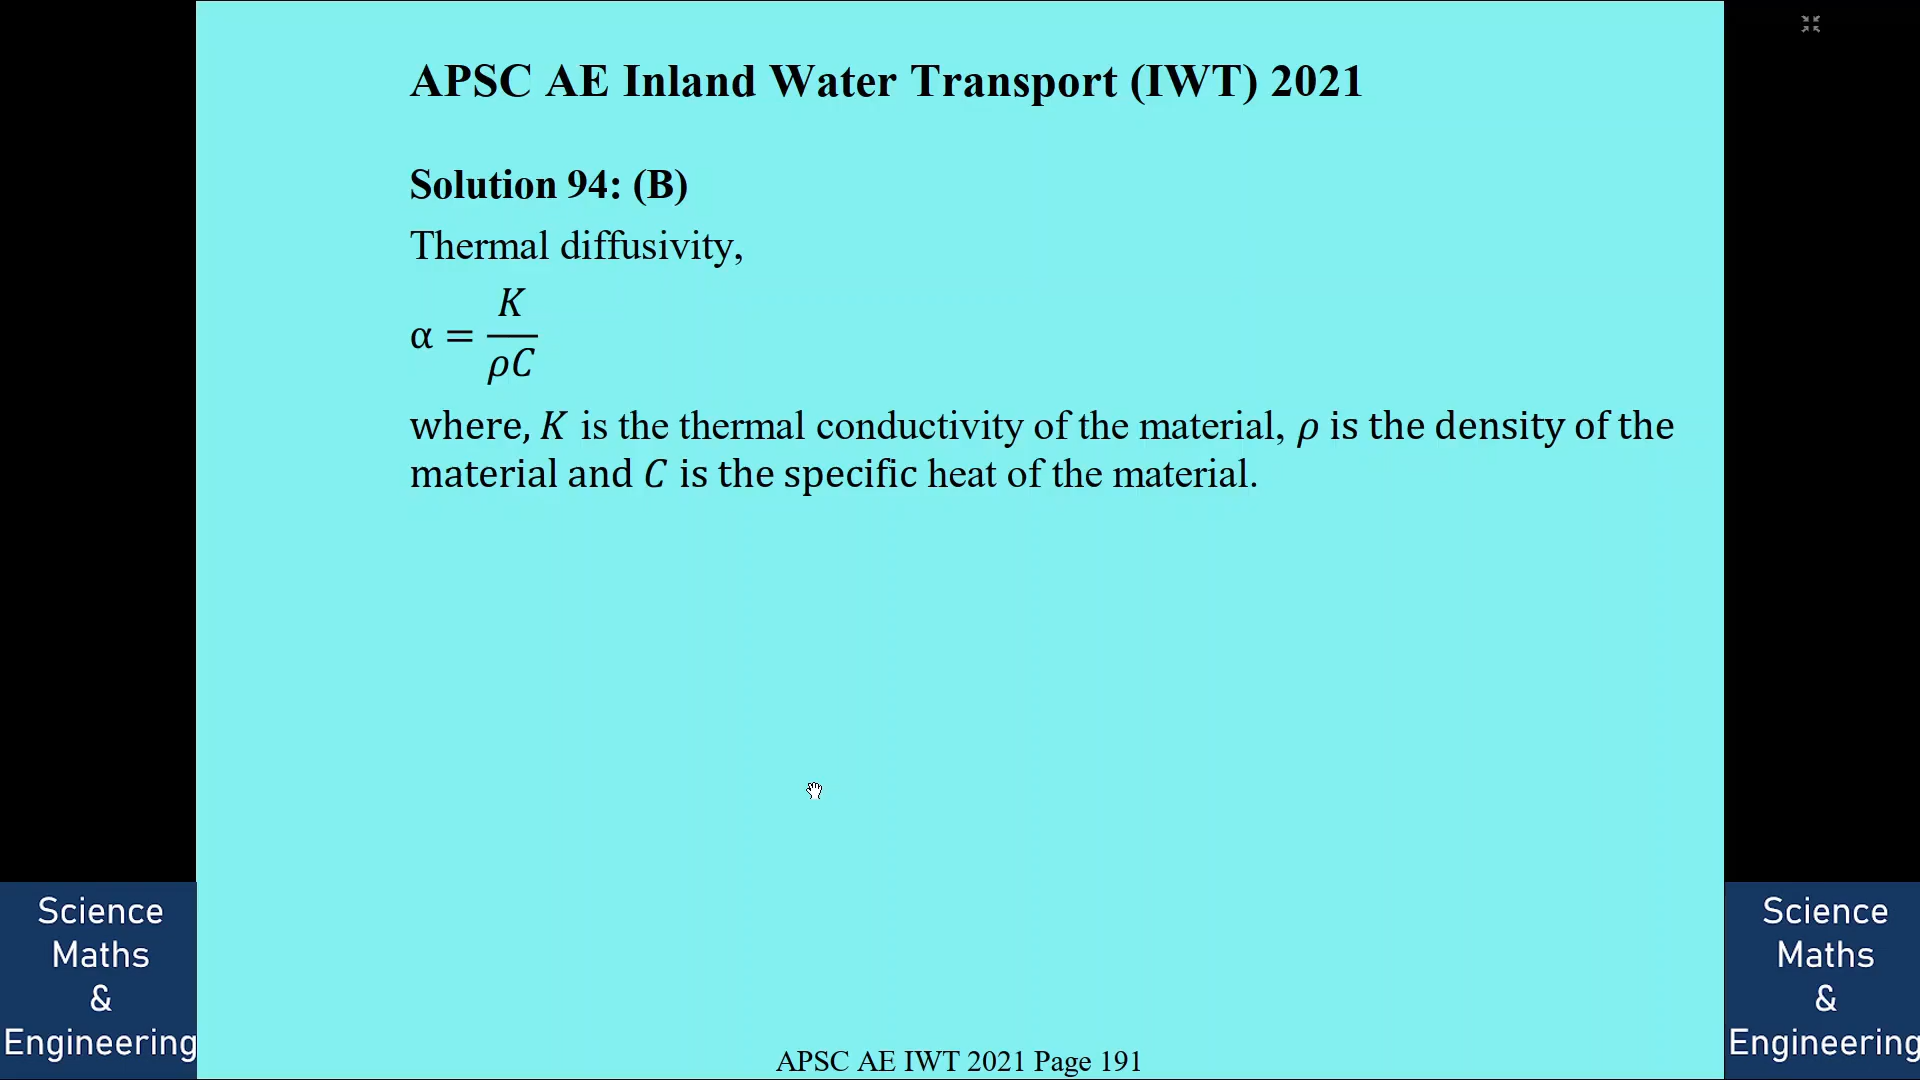 APSC AE Inland Water Transport (IWT) 2021
Solution 94: (B)
Thermal diffusivity,
α = K / ρC
where, K is the thermal conductivity of the material, ρ is the density of the
material and C is the specific heat of the material.
Science
Maths
&
Engineering
Science
Maths
&
Engineering
APSC AE IWT 2021 Page 191